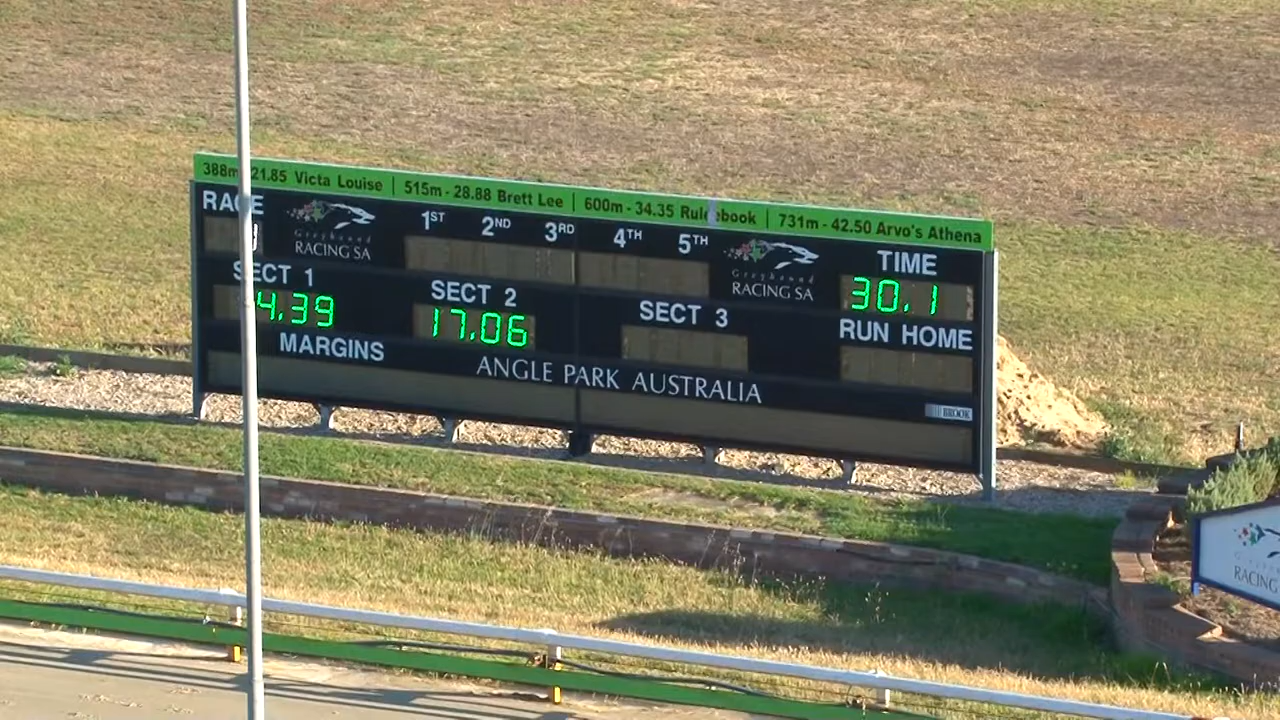 388m 21.85 Victa Louise | 515m - 28.88 Brett Lee | 600m - 34.35 Rulebook | 731m - 42.50 Arvo's Athena
RACE
Greyhound
RACING SA
1ST 2ND 3RD 4TH 5TH
Greyhound
RACING SA
TIME
30.1
SECT 1
4.39
SECT 2
17.06
SECT 3
RUN HOME
MARGINS
ANGLE PARK AUSTRALIA
BROOK
RACING